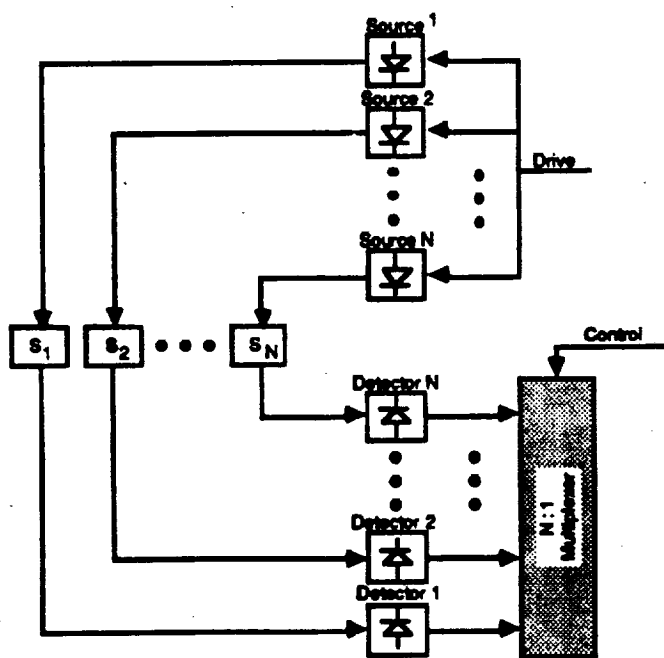 Source 1
Source 2
Drive
Source N
S1 S2 SN
Control
Detector N
N : 1
Multiplexer
Detector 2
Detector 1